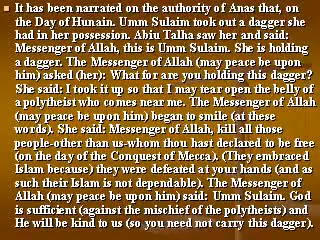 It has been narrated on the authority of Anas that, on
the Day of Hunain. Umm Sulaim took out a dagger she
had in her possession. Abiu Talha saw her and said:
Messenger of Allah, this is Umm Sulaim. She is holding
a dagger. The Messenger of Allah (may peace be upon
him) asked (her): What for are you holding this dagger?
She said: I took it up so that I may tear open the belly of
a polytheist who comes near me. The Messenger of Allah
(may peace be upon him) began to smile (at these
words). She said: Messenger of Allah, kill all those
people-other than us-whom thou hast declared to be free
(on the day of the Conquest of Mecca). (They embraced
Islam because) they were defeated at your hands (and as
such their Islam is not dependable). The Messenger of
Allah (may peace be upon him) said: Umm Sulaim. God
is sufficient (against the mischief of the polytheists) and
He will be kind to us (so you need not carry this dagger).